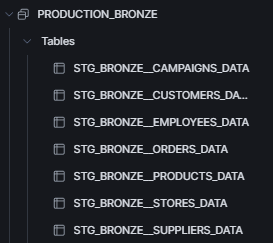 PRODUCTION_BRONZE
Tables
STG_BRONZE__CAMPAIGNS_DATA
STG_BRONZE__CUSTOMERS_DA...
STG_BRONZE__EMPLOYEES_DATA
STG_BRONZE__ORDERS_DATA
STG_BRONZE__PRODUCTS_DATA
STG_BRONZE__STORES_DATA
STG_BRONZE__SUPPLIERS_DATA